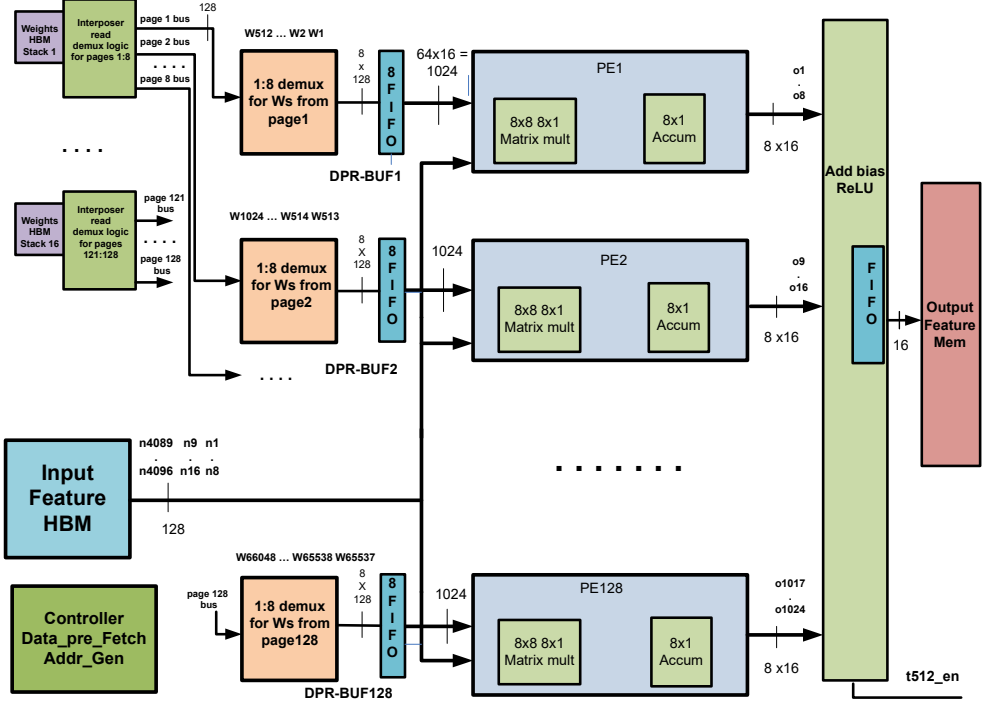 Weights
HBM
Stack 1
Interposer
read
demux logic
for pages 1:8
page 1 bus
page 2 bus
. . . .
page 8 bus
128
W512 ... W2 W1
1:8 demux
for Ws from
page1
8
x
128
8
F
I
F
O
DPR-BUF1
64x16 =
1024
PE1
8x8 8x1
Matrix mult
8x1
Accum
o1
.
o8
8 x16
. . . .
Weights
HBM
Stack 16
Interposer
read
demux logic
for pages
121:128
page 121
bus
. . . .
page 128
bus
W1024 ... W514 W513
1:8 demux
for Ws from
page2
8
X
128
8
F
I
F
O
DPR-BUF2
1024
PE2
8x8 8x1
Matrix mult
8x1
Accum
o9
.
o16
8 x16
. . . .
Add bias
ReLU
F
I
F
O
16
Output
Feature
Mem
Input
Feature
HBM
n4089 n9 n1
. . .
n4096 n16 n8
128
. . . . . . .
Controller
Data_pre_Fetch
Addr_Gen
page 128
bus
W66048 ... W65538 W65537
1:8 demux
for Ws from
page128
8
X
128
8
F
I
F
O
DPR-BUF128
1024
PE128
8x8 8x1
Matrix mult
8x1
Accum
o1017
.
o1024
8 x16
t512_en